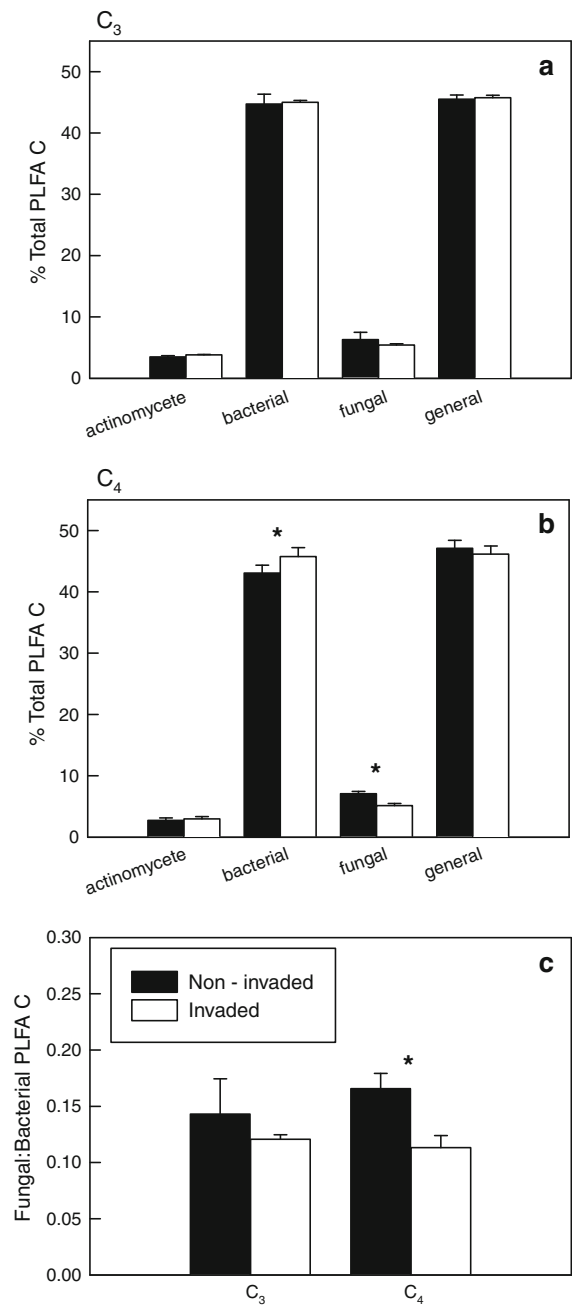 C₃
a
50
40
30
20
10
0
% Total PLFA C
actinomycete bacterial fungal general
C₄
b
*
*
50
40
30
20
10
0
% Total PLFA C
actinomycete bacterial fungal general
c
0.30
0.25
0.20
0.15
0.10
0.05
0.00
Fungal:Bacterial PLFA C
Non - invaded
Invaded
*
C₃ C₄